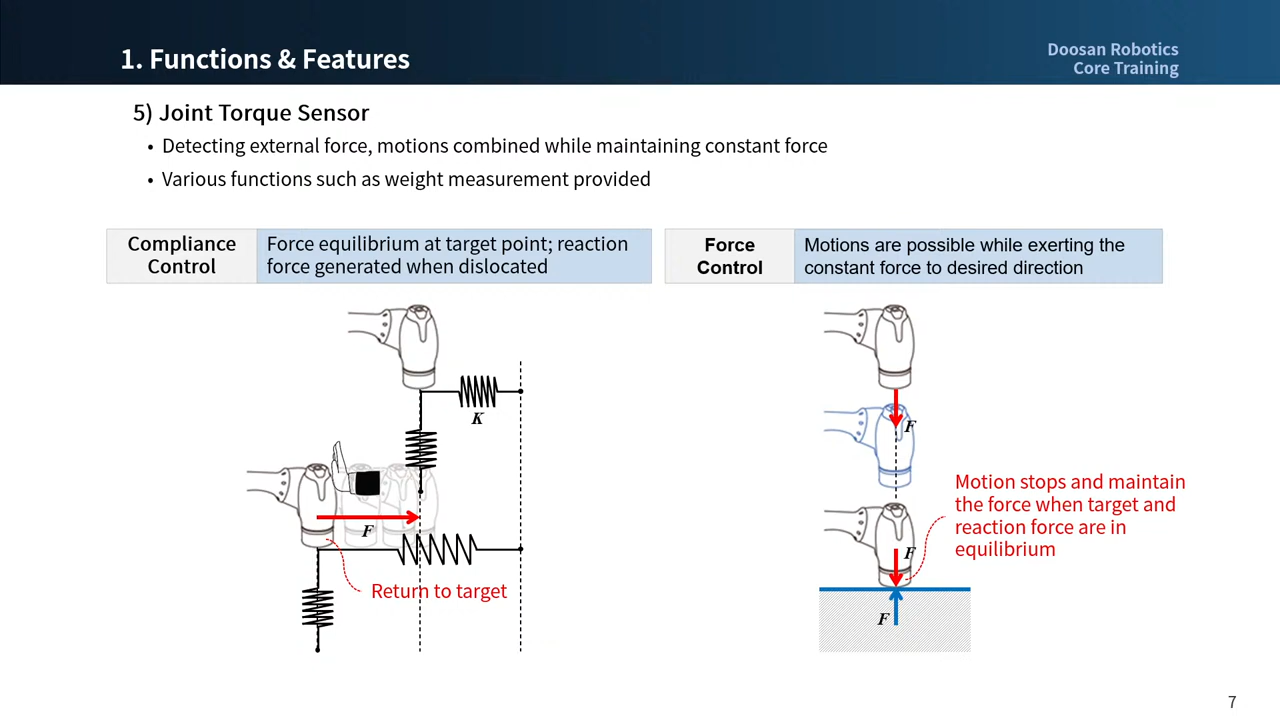 1. Functions & Features
Doosan Robotics
Core Training
5) Joint Torque Sensor
• Detecting external force, motions combined while maintaining constant force
• Various functions such as weight measurement provided
Compliance
Control
Force equilibrium at target point; reaction
force generated when dislocated
Force
Control
Motions are possible while exerting the
constant force to desired direction
K
F
Return to target
F
F
F
Motion stops and maintain
the force when target and
reaction force are in
equilibrium
7